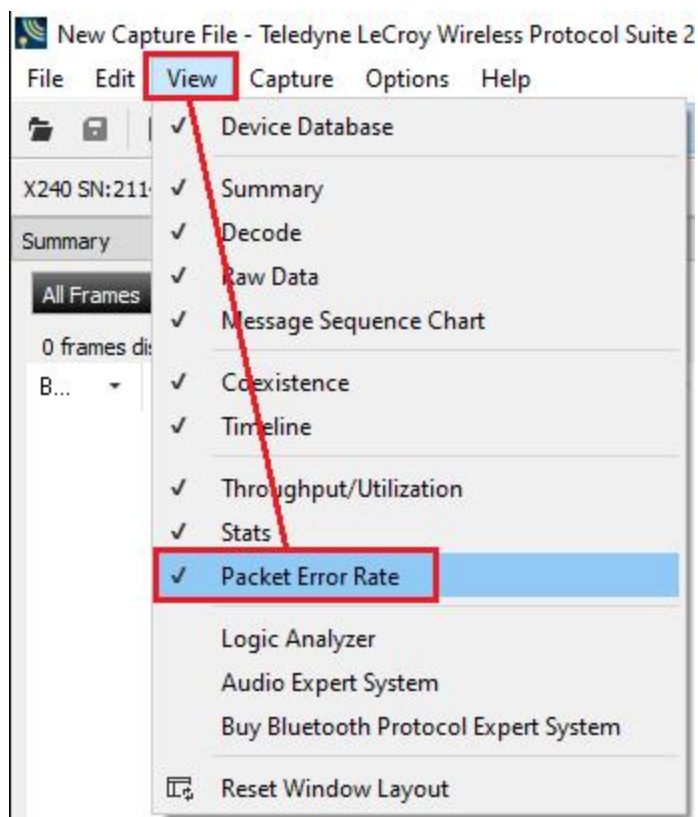 New Capture File - Teledyne LeCroy Wireless Protocol Suite 2
File Edit View Capture Options Help
Device Database
X240 SN:211
Summary
Summary
Decode
All Frames
Raw Data
Message Sequence Chart
0 frames dis
B...
Coexistence
Timeline
Throughput/Utilization
Stats
Packet Error Rate
Logic Analyzer
Audio Expert System
Buy Bluetooth Protocol Expert System
Reset Window Layout